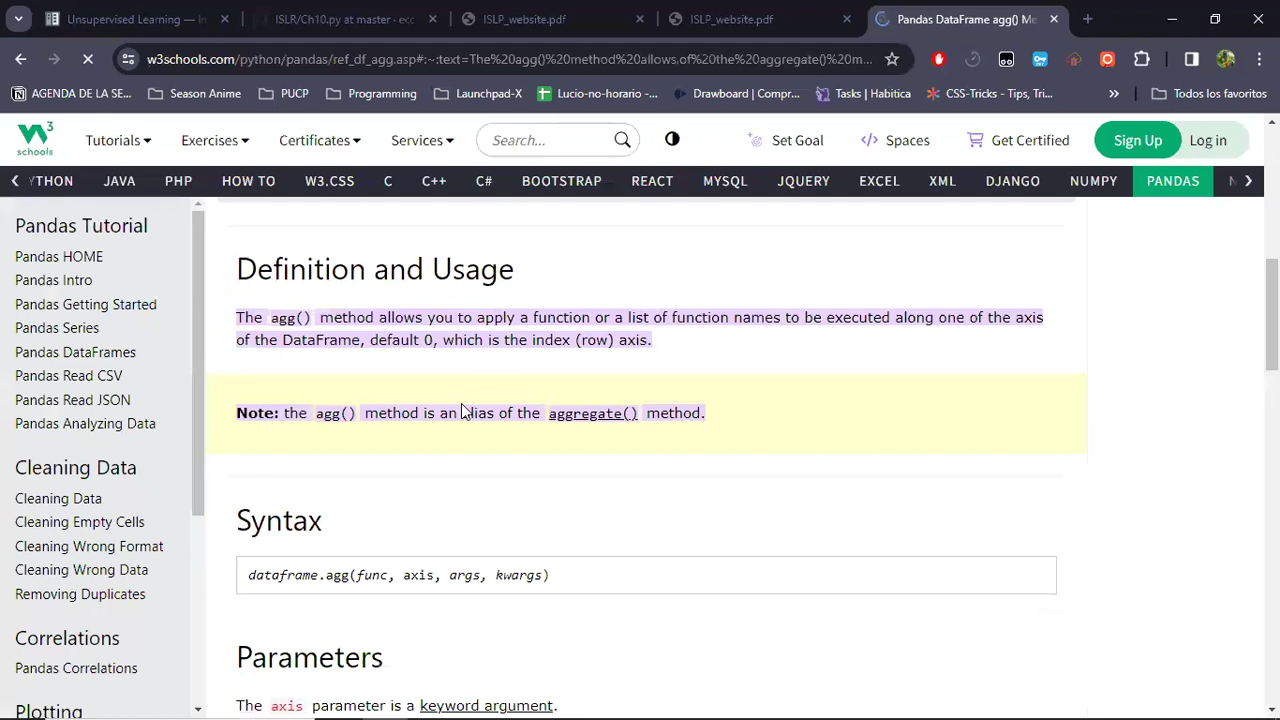 Unsupervised Learning — In
ISLR/Ch10.py at master · ecc
ISLP_website.pdf
ISLP_website.pdf
Pandas DataFrame agg() Me
w3schools.com/python/pandas/ref_df_agg.asp#:~:text=The%20agg()%20method%20allows,of%20the%20aggregate()%20m...
AGENDA DE LA SE...
Season Anime
PUCP
Programming
Launchpad-X
Lucio-no-horario -...
Drawboard | Compr...
Tasks | Habitica
CSS-Tricks - Tips, Tri...
»
Todos los favoritos
W3 schools
Tutorials
Exercises
Certificates
Services
Search...
Set Goal
Spaces
Get Certified
Sign Up
Log in
YTHON JAVA PHP HOW TO W3.CSS C C++ C# BOOTSTRAP REACT MYSQL JQUERY EXCEL XML DJANGO NUMPY PANDAS
Pandas Tutorial
Pandas HOME
Pandas Intro
Pandas Getting Started
Pandas Series
Pandas DataFrames
Pandas Read CSV
Pandas Read JSON
Pandas Analyzing Data
Cleaning Data
Cleaning Data
Cleaning Empty Cells
Cleaning Wrong Format
Cleaning Wrong Data
Removing Duplicates
Correlations
Pandas Correlations
Plotting
Definition and Usage
The agg() method allows you to apply a function or a list of function names to be executed along one of the axis
of the DataFrame, default 0, which is the index (row) axis.
Note: the agg() method is an alias of the aggregate() method.
Syntax
dataframe.agg(func, axis, args, kwargs)
Parameters
The axis parameter is a keyword argument.